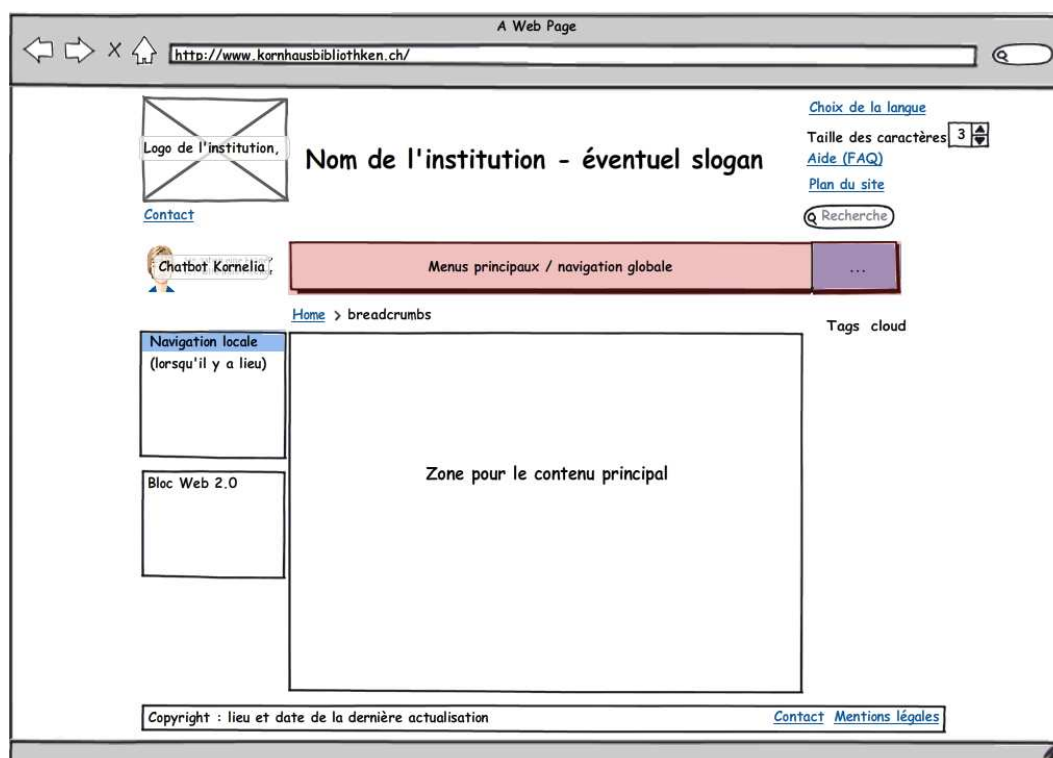 A Web Page
http://www.kornhausbibliothken.ch/
Choix de la langue
Taille des caractères 3
Aide (FAQ)
Plan du site
Recherche
Logo de l'institution,
Nom de l'institution - éventuel slogan
Contact
Chatbot Kornelia,
Menus principaux / navigation globale
...
Home > breadcrumbs
Tags cloud
Navigation locale
(lorsqu'il y a lieu)
Bloc Web 2.0
Zone pour le contenu principal
Copyright : lieu et date de la dernière actualisation
Contact Mentions légales